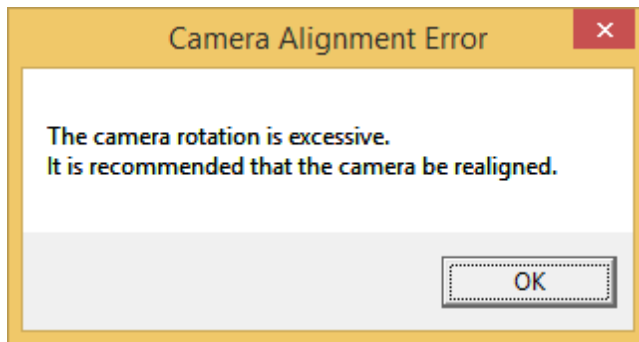 Camera Alignment Error
The camera rotation is excessive.
It is recommended that the camera be realigned.
OK